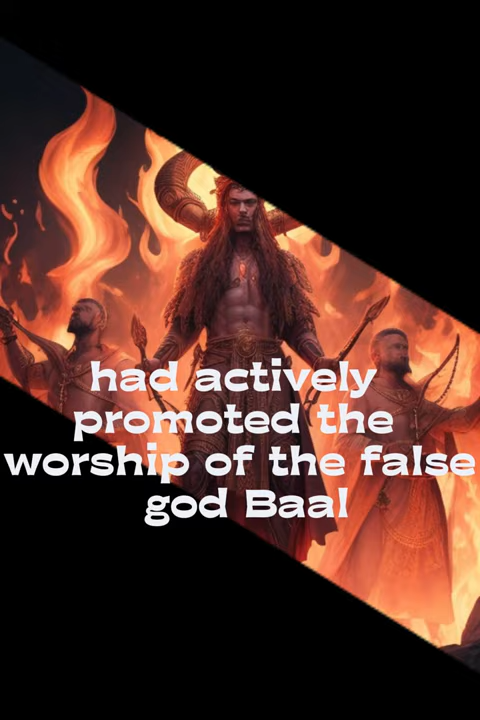 had actively
promoted the
worship of the false
god Baal